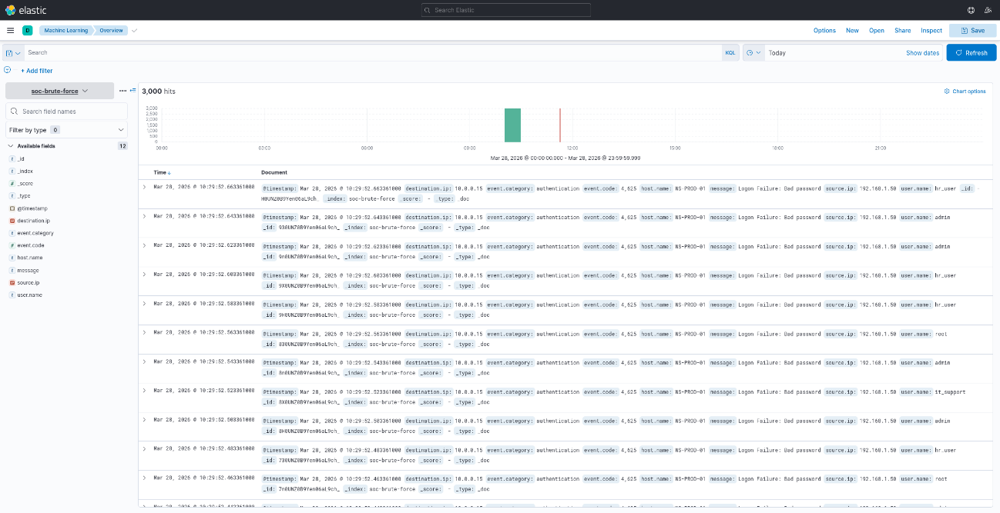 elastic
Search Elastic
D
Machine Learning
Overview
Options
New
Open
Share
Inspect
Save
Search
KQL
Today
Show dates
Refresh
+ Add filter
soc-brute-force
Search field names
Filter by type 0
Available fields 12
t _id
t _index
# _score
t _type
@timestamp
destination.ip
t event.category
# event.code
t host.name
t message
source.ip
t user.name
3,000 hits
Chart options
3,000
2,500
2,000
1,500
1,000
500
0
00:00 03:00 06:00 09:00 12:00 15:00 18:00 21:00
Mar 28, 2026 @ 00:00:00.000 - Mar 28, 2026 @ 23:59:59.999
Time ↓ Document
Mar 28, 2026 @ 10:29:52.663361000 @timestamp: Mar 28, 2026 @ 10:29:52.663361000 destination.ip: 10.0.0.15 event.category: authentication event.code: 4,625 host.name: WS-PROD-01 message: Logon Failure: Bad password source.ip: 192.168.1.50 user.name: hr_user _id: -
H0UNZ0B9Yen06aL9ch_ _index: soc-brute-force _score: - _type: _doc
Mar 28, 2026 @ 10:29:52.643361000 @timestamp: Mar 28, 2026 @ 10:29:52.643361000 destination.ip: 10.0.0.15 event.category: authentication event.code: 4,625 host.name: WS-PROD-01 message: Logon Failure: Bad password source.ip: 192.168.1.50 user.name: admin
_id: 930UNZ0B9Yen06aL9ch_ _index: soc-brute-force _score: - _type: _doc
Mar 28, 2026 @ 10:29:52.623361000 @timestamp: Mar 28, 2026 @ 10:29:52.623361000 destination.ip: 10.0.0.15 event.category: authentication event.code: 4,625 host.name: WS-PROD-01 message: Logon Failure: Bad password source.ip: 192.168.1.50 user.name: admin
_id: 9n0UNZ0B9Yen06aL9ch_ _index: soc-brute-force _score: - _type: _doc
Mar 28, 2026 @ 10:29:52.603361000 @timestamp: Mar 28, 2026 @ 10:29:52.603361000 destination.ip: 10.0.0.15 event.category: authentication event.code: 4,625 host.name: WS-PROD-01 message: Logon Failure: Bad password source.ip: 192.168.1.50 user.name: hr_user
_id: 9X0UNZ0B9Yen06aL9ch_ _index: soc-brute-force _score: - _type: _doc
Mar 28, 2026 @ 10:29:52.583361000 @timestamp: Mar 28, 2026 @ 10:29:52.583361000 destination.ip: 10.0.0.15 event.category: authentication event.code: 4,625 host.name: WS-PROD-01 message: Logon Failure: Bad password source.ip: 192.168.1.50 user.name: hr_user
_id: 9H0UNZ0B9Yen06aL9ch_ _index: soc-brute-force _score: - _type: _doc
Mar 28, 2026 @ 10:29:52.563361000 @timestamp: Mar 28, 2026 @ 10:29:52.563361000 destination.ip: 10.0.0.15 event.category: authentication event.code: 4,625 host.name: WS-PROD-01 message: Logon Failure: Bad password source.ip: 192.168.1.50 user.name: root
_id: 830UNZ0B9Yen06aL9ch_ _index: soc-brute-force _score: - _type: _doc
Mar 28, 2026 @ 10:29:52.543361000 @timestamp: Mar 28, 2026 @ 10:29:52.543361000 destination.ip: 10.0.0.15 event.category: authentication event.code: 4,625 host.name: WS-PROD-01 message: Logon Failure: Bad password source.ip: 192.168.1.50 user.name: admin
_id: 8n0UNZ0B9Yen06aL9ch_ _index: soc-brute-force _score: - _type: _doc
Mar 28, 2026 @ 10:29:52.523361000 @timestamp: Mar 28, 2026 @ 10:29:52.523361000 destination.ip: 10.0.0.15 event.category: authentication event.code: 4,625 host.name: WS-PROD-01 message: Logon Failure: Bad password source.ip: 192.168.1.50 user.name: it_support
_id: 8X0UNZ0B9Yen06aL9ch_ _index: soc-brute-force _score: - _type: _doc
Mar 28, 2026 @ 10:29:52.503361000 @timestamp: Mar 28, 2026 @ 10:29:52.503361000 destination.ip: 10.0.0.15 event.category: authentication event.code: 4,625 host.name: WS-PROD-01 message: Logon Failure: Bad password source.ip: 192.168.1.50 user.name: admin
_id: 8H0UNZ0B9Yen06aL9ch_ _index: soc-brute-force _score: - _type: _doc
Mar 28, 2026 @ 10:29:52.483361000 @timestamp: Mar 28, 2026 @ 10:29:52.483361000 destination.ip: 10.0.0.15 event.category: authentication event.code: 4,625 host.name: WS-PROD-01 message: Logon Failure: Bad password source.ip: 192.168.1.50 user.name: hr_user
_id: 730UNZ0B9Yen06aL9ch_ _index: soc-brute-force _score: - _type: _doc
Mar 28, 2026 @ 10:29:52.463361000 @timestamp: Mar 28, 2026 @ 10:29:52.463361000 destination.ip: 10.0.0.15 event.category: authentication event.code: 4,625 host.name: WS-PROD-01 message: Logon Failure: Bad password source.ip: 192.168.1.50 user.name: root
_id: 7n0UNZ0B9Yen06aL9ch_ _index: soc-brute-force _score: - _type: _doc